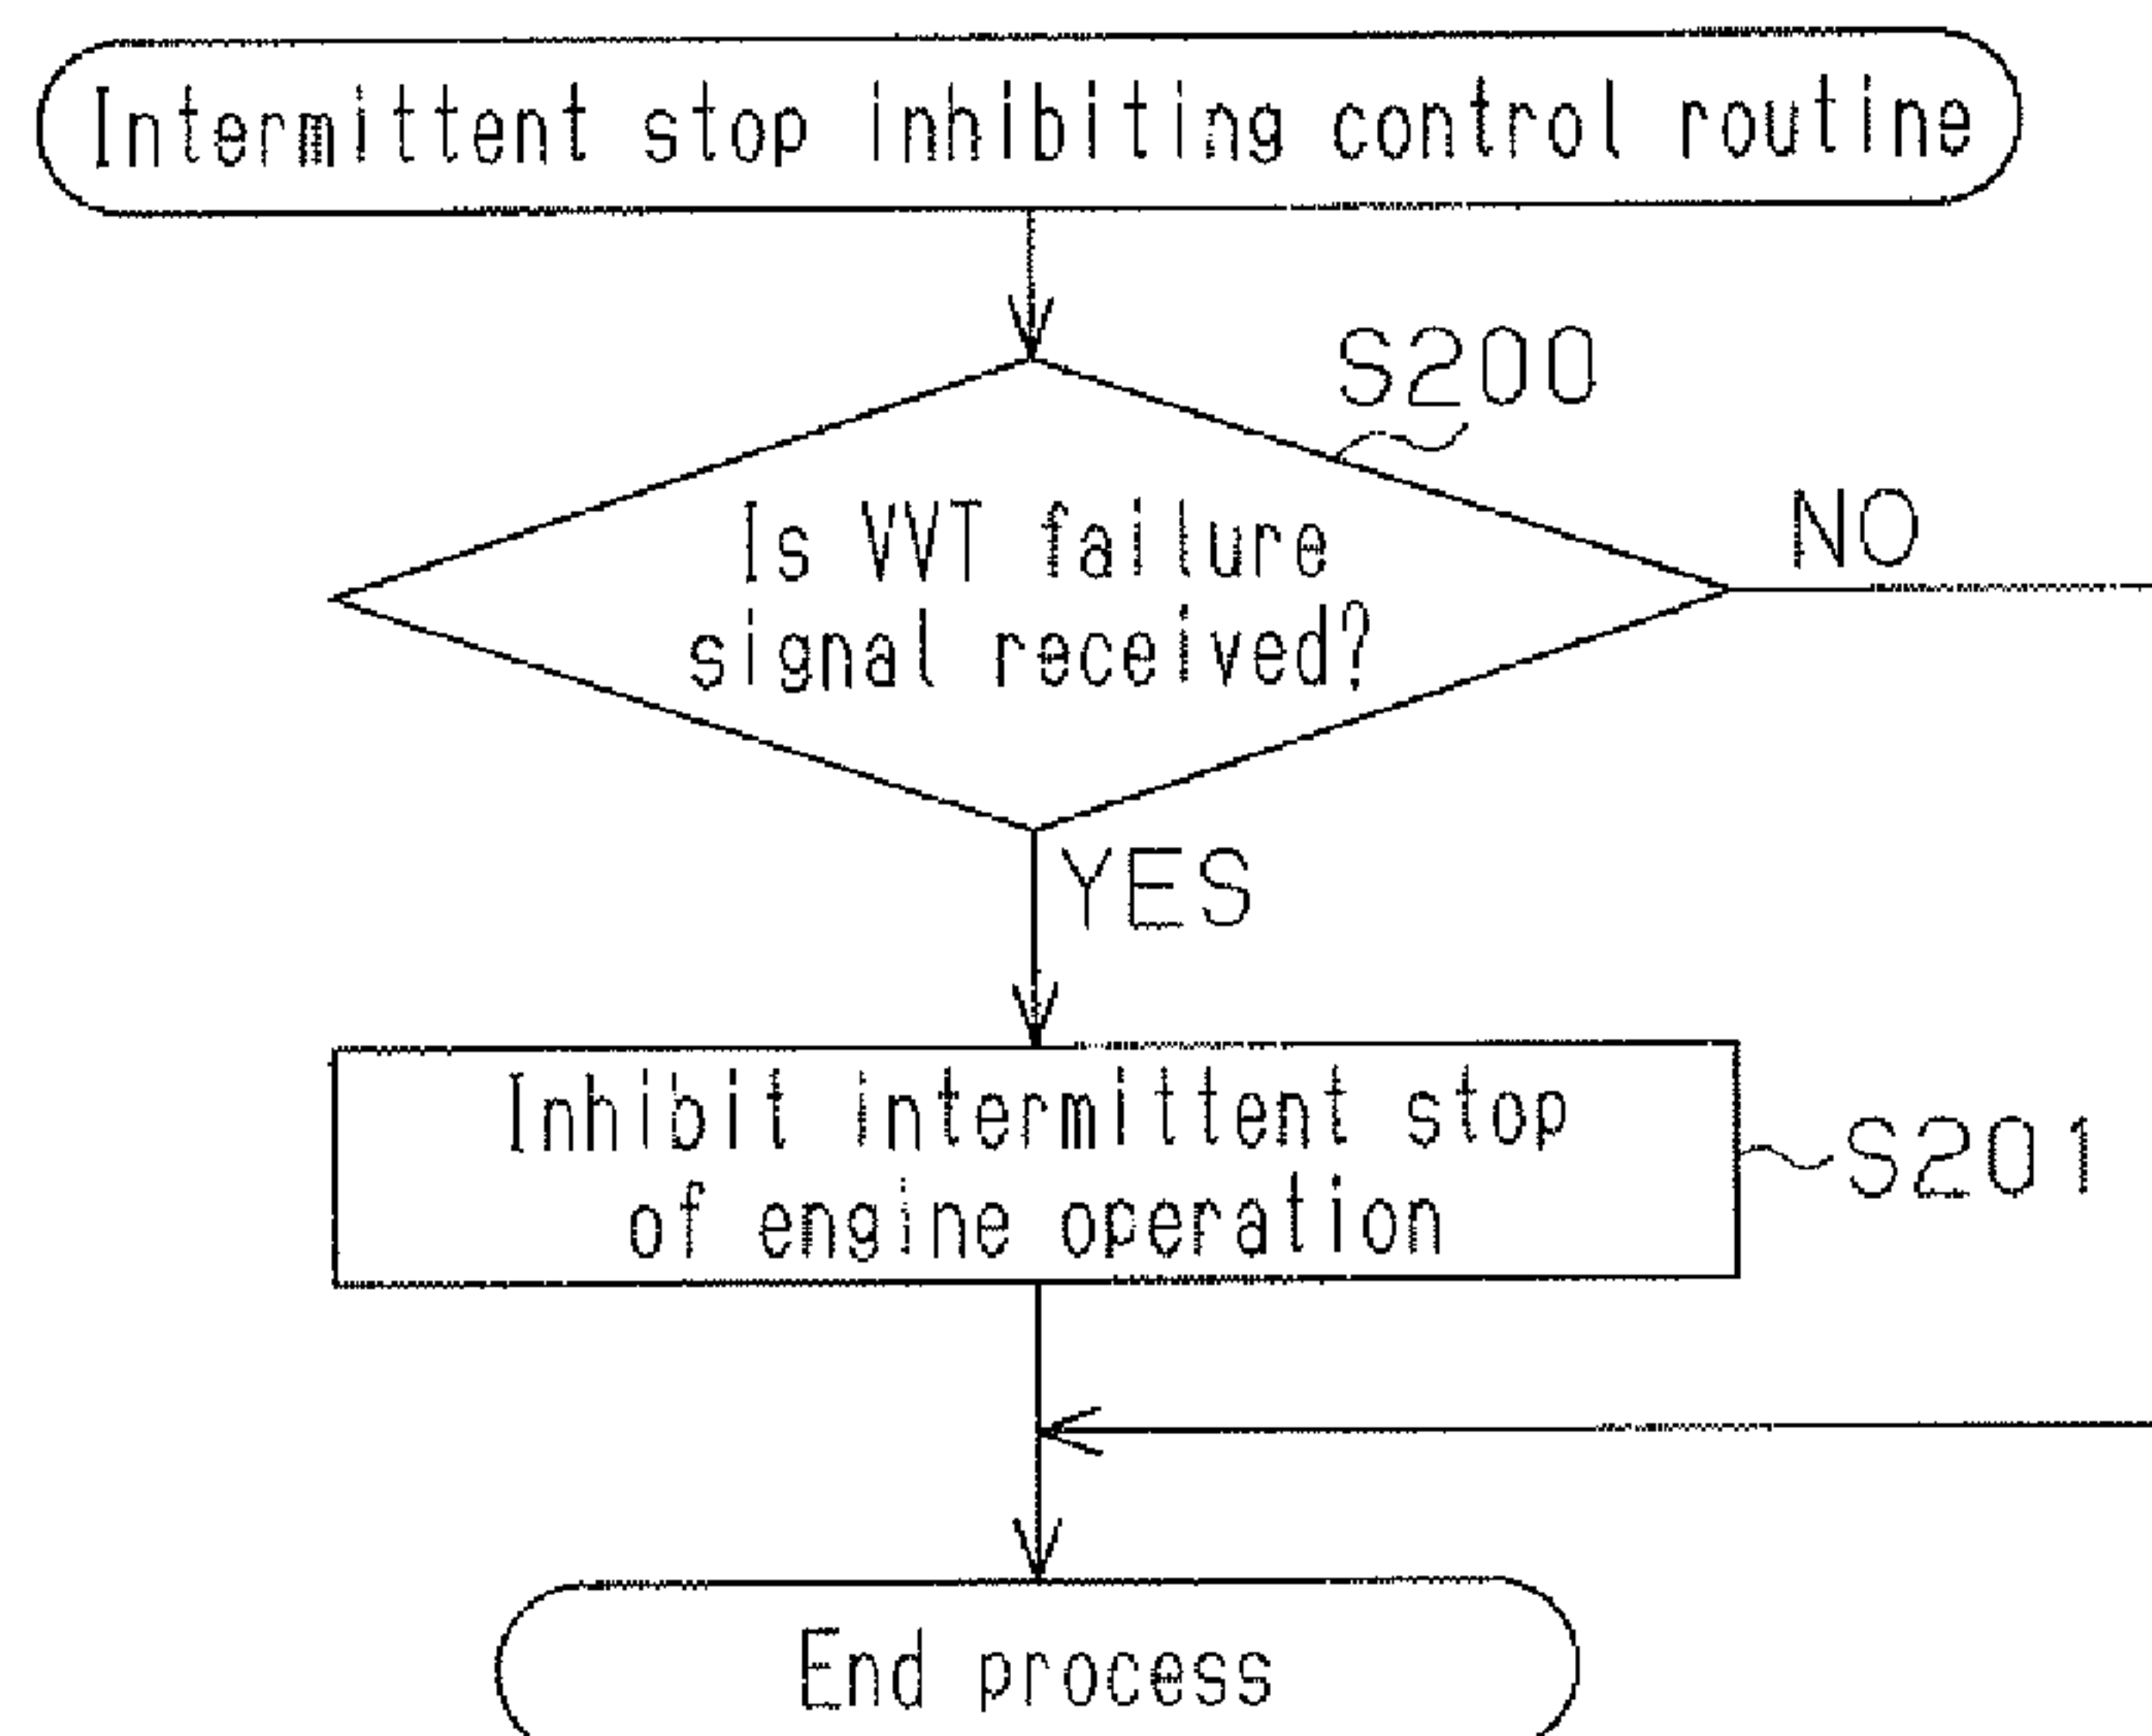 Intermittent stop inhibiting control routine
S200
Is VVT failure
signal received?
NO
YES
Inhibit intermittent stop
of engine operation
S201
End process